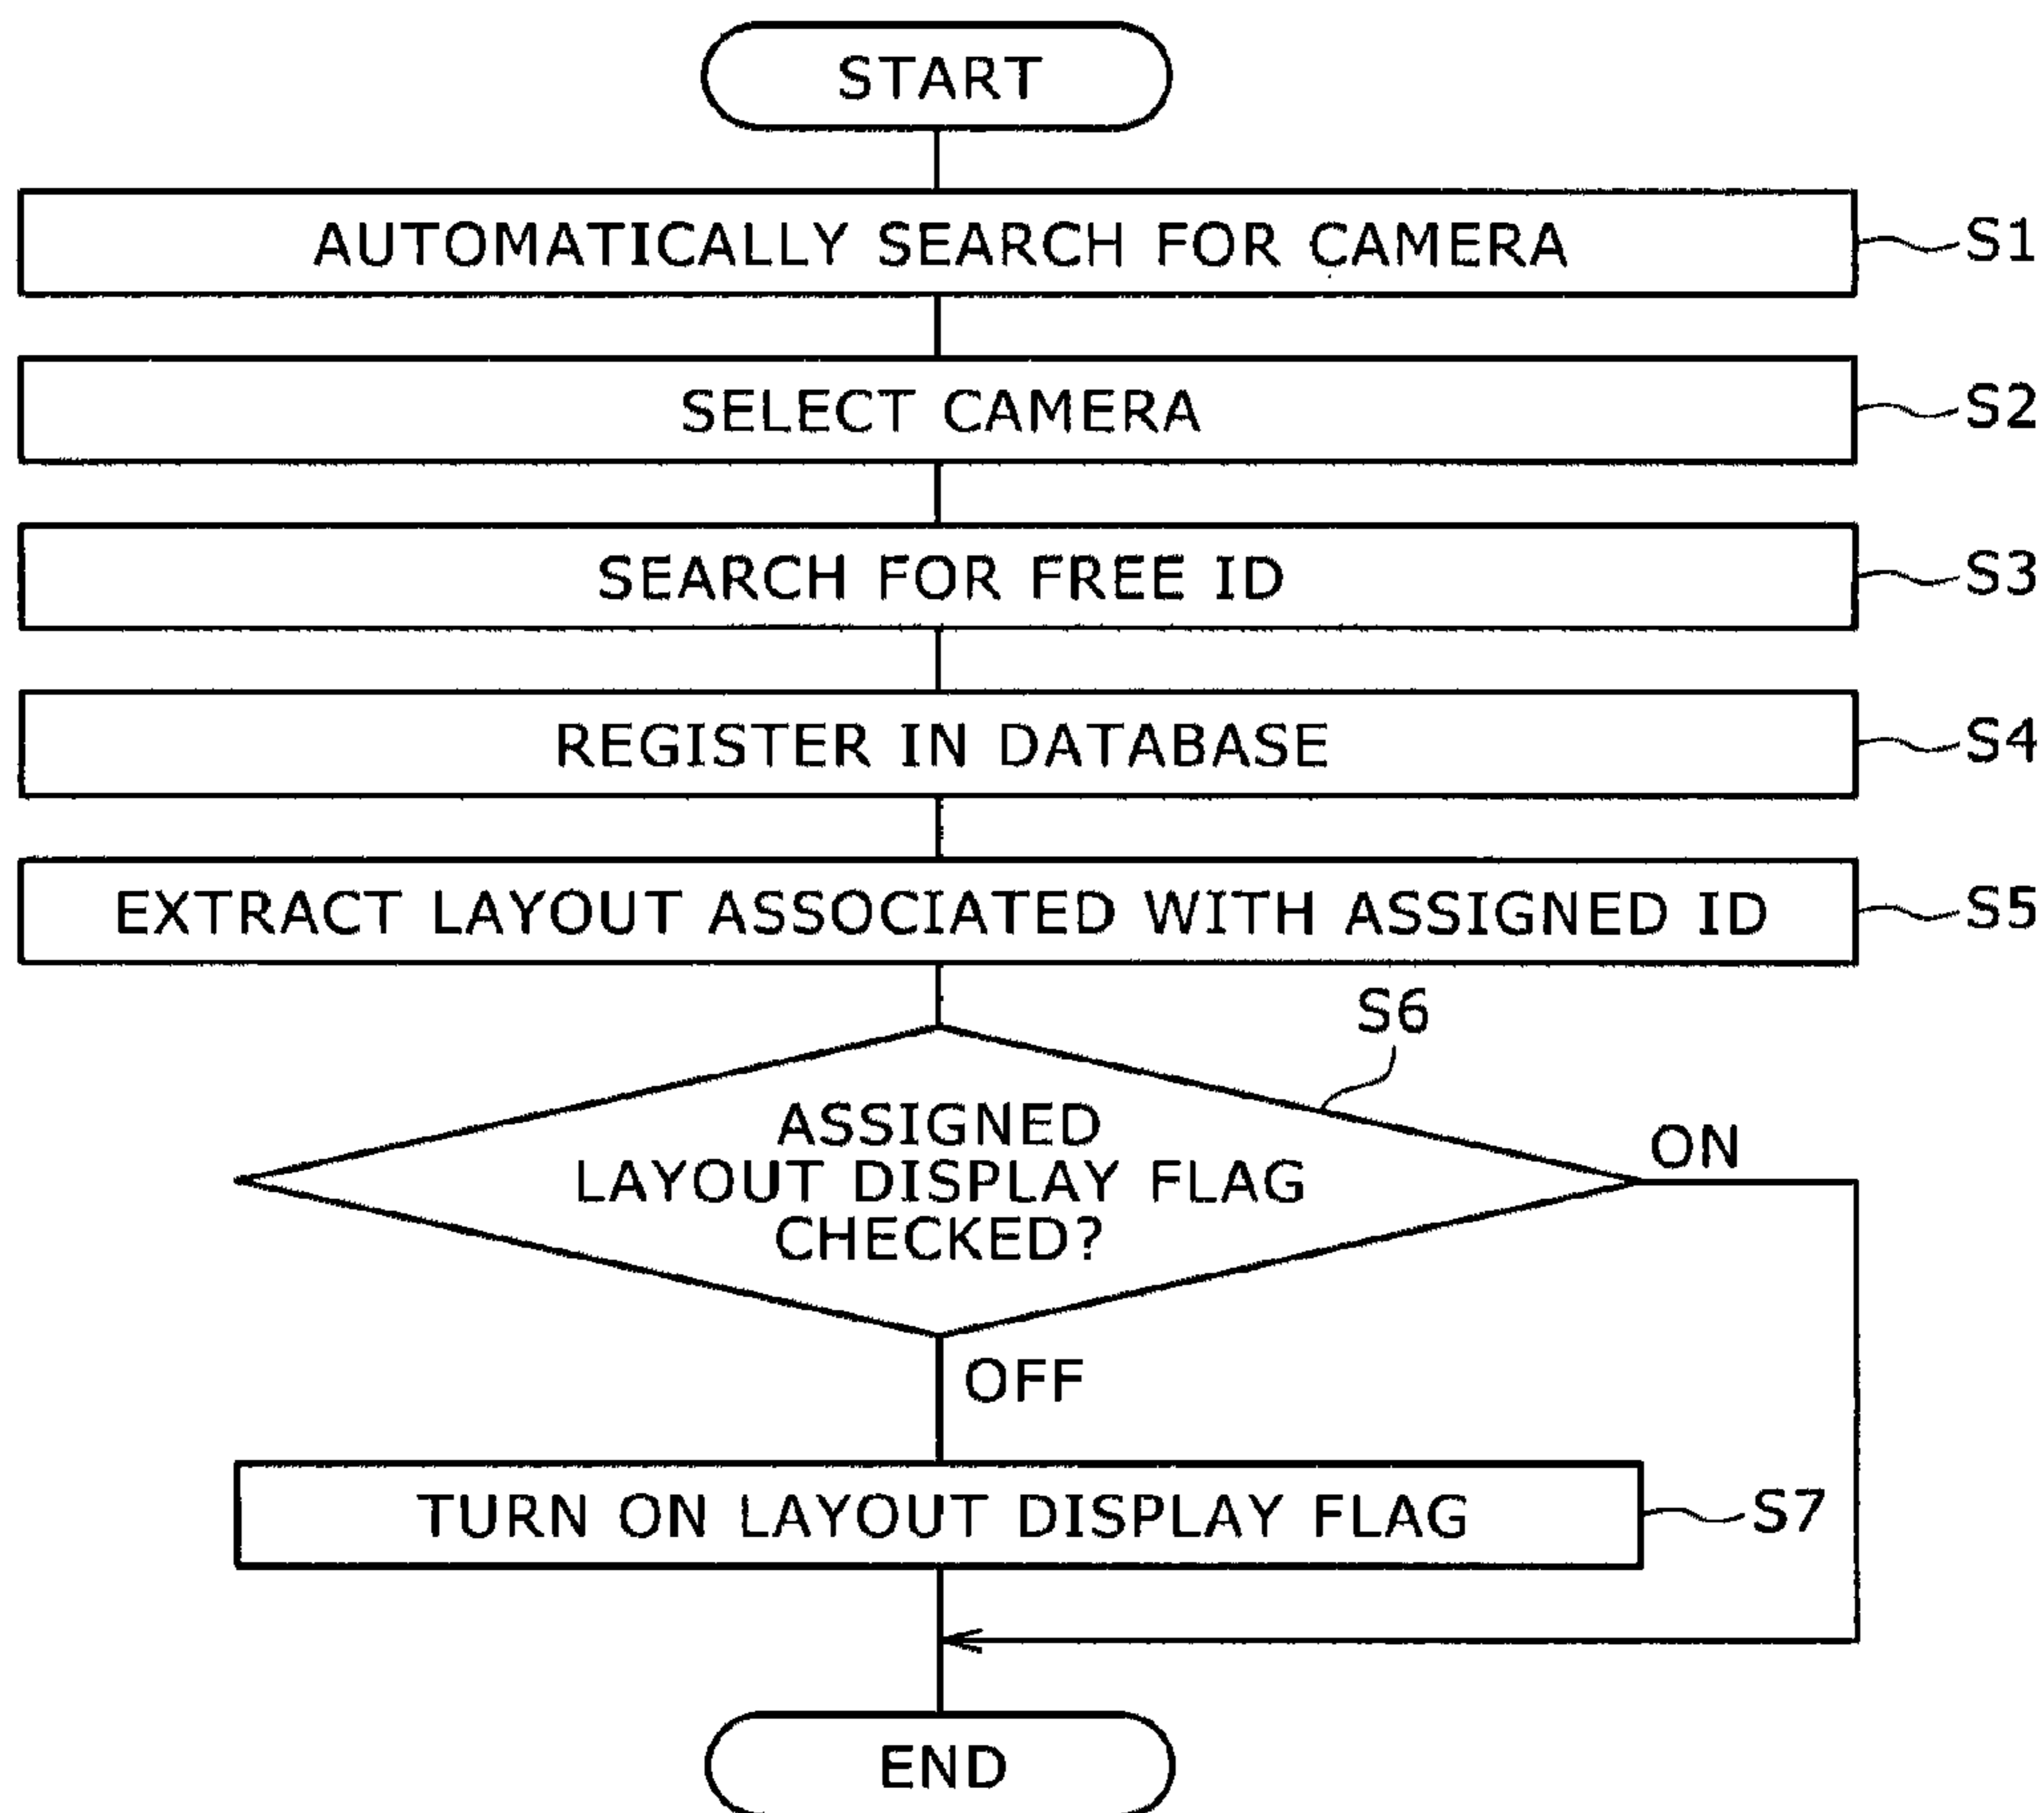 START
AUTOMATICALLY SEARCH FOR CAMERA
S1
SELECT CAMERA
S2
SEARCH FOR FREE ID
S3
REGISTER IN DATABASE
S4
EXTRACT LAYOUT ASSOCIATED WITH ASSIGNED ID
S5
S6
ASSIGNED
LAYOUT DISPLAY FLAG
CHECKED?
ON
OFF
TURN ON LAYOUT DISPLAY FLAG
S7
END